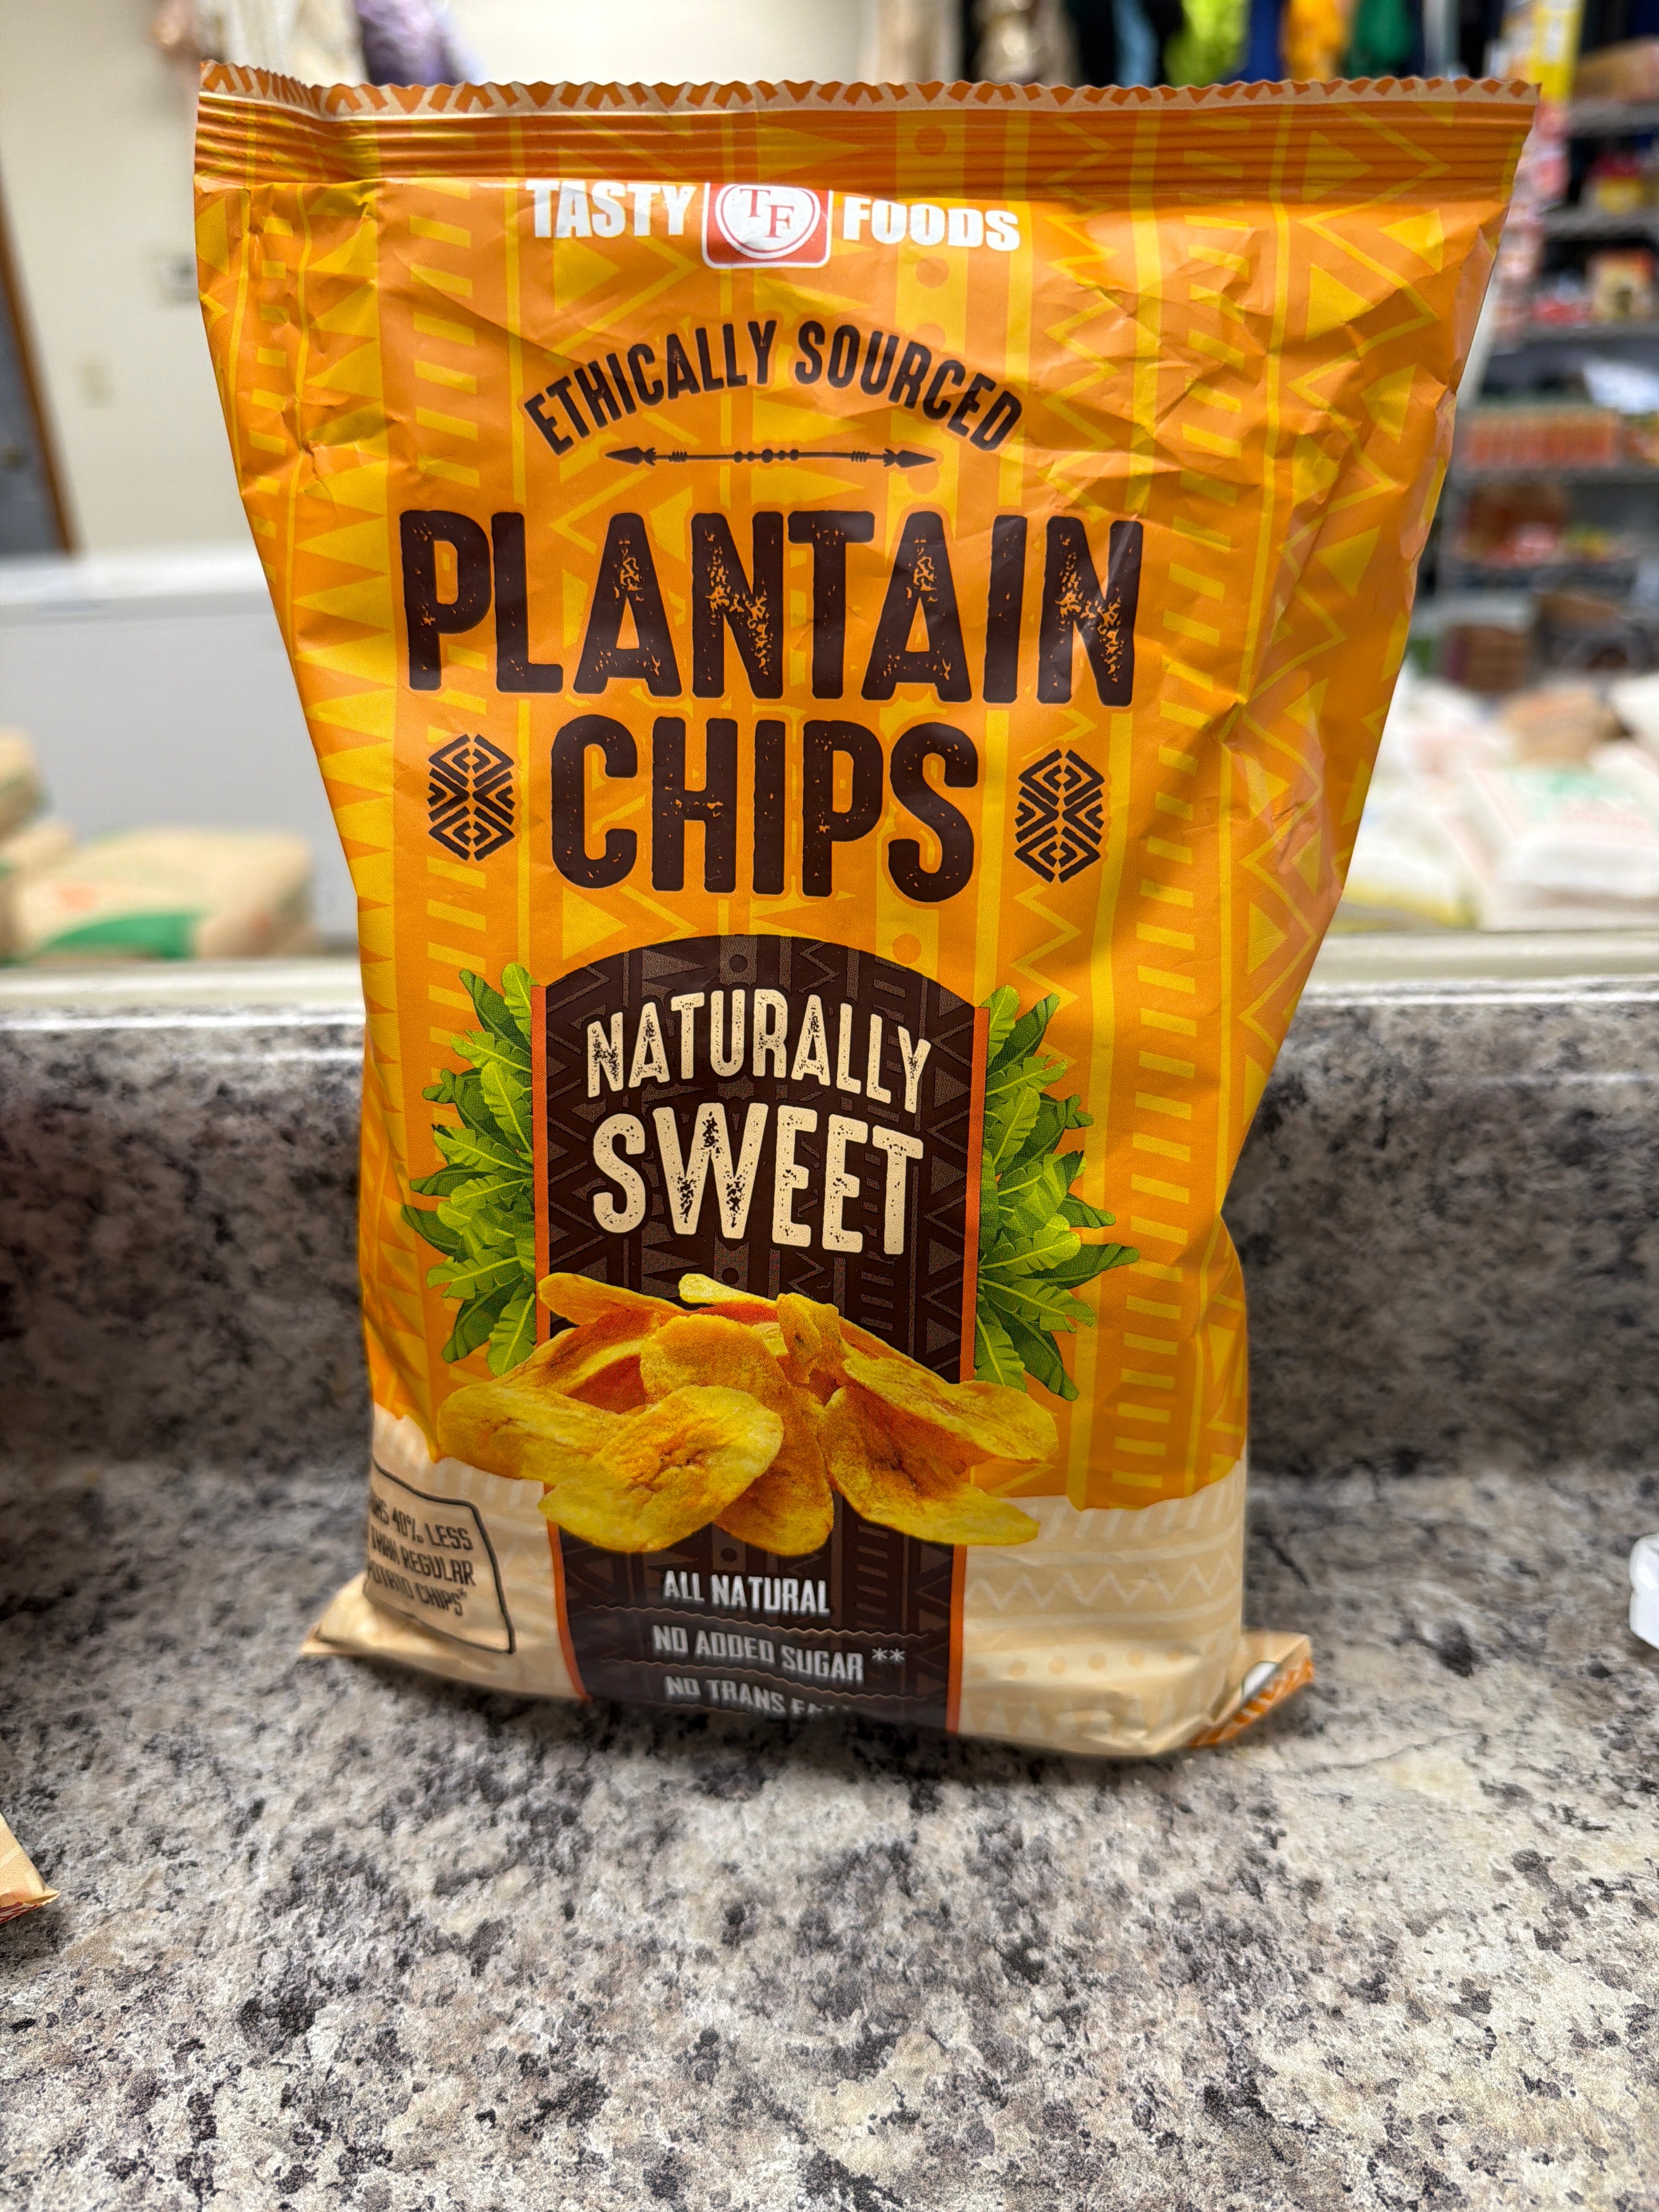 TASTY TF FOODS
ETHICALLY SOURCED
PLANTAIN
CHIPS
NATURALLY
SWEET
40% LESS
THAN REGULAR
POTATO CHIPS*
ALL NATURAL
NO ADDED SUGAR**
NO TRANS